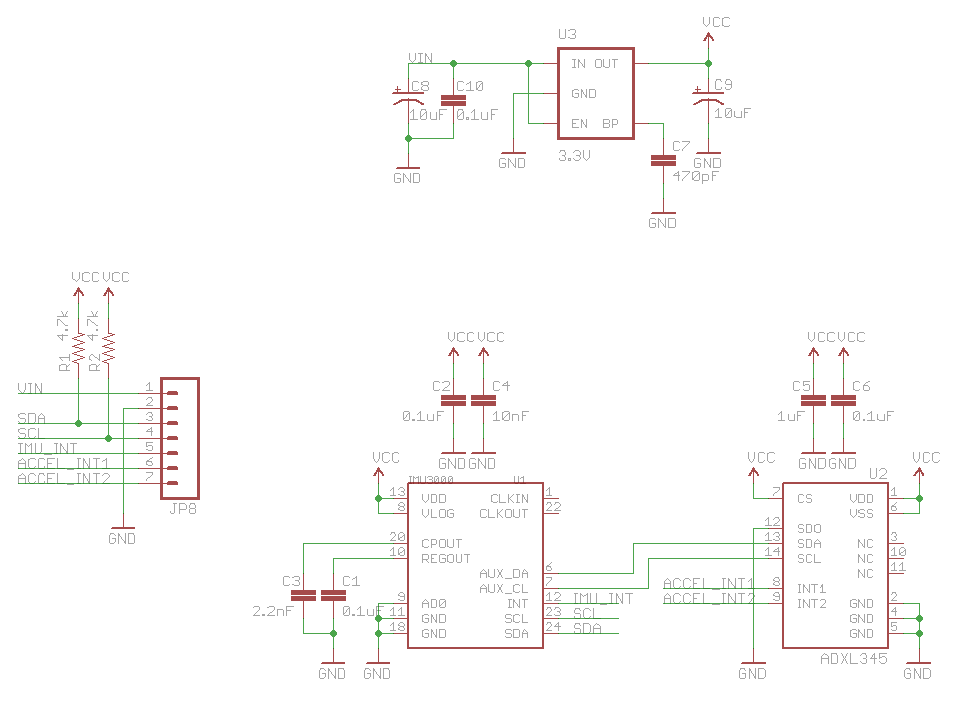 VCC
U3
VIN
IN OUT
C8
C10
C9
GND
10uF
0.1uF
10uF
EN BP
C7
GND
3.3V
GND
GND
470pF
GND
VCC VCC
4.7k
4.7k
R1
R2
VCC VCC
VCC VCC
VIN
1
2
SDA
3
SCL
4
IMU_INT
5
ACCEL_INT1
6
ACCEL_INT2
7
JP8
GND
C2
C4
0.1uF
10nF
GND GND
C5
C6
1uF
0.1uF
GND GND
VCC
IMU3000
U1
13
VDD
CLKIN
1
8
VLOG
CLKOUT
22
20
CPOUT
10
REGOUT
AUX_DA
6
AUX_CL
7
9
AD0
INT
12
IMU_INT
11
GND
SCL
23
SCL
18
GND
SDA
24
SDA
C3
C1
2.2nF
0.1uF
GND
GND
VCC
U2
VCC
7
CS
VDD
1
VSS
6
12
SDO
13
SDA
NC
3
14
SCL
NC
10
NC
11
ACCEL_INT1
8
INT1
ACCEL_INT2
9
INT2
GND
2
GND
4
GND
5
ADXL345
GND
GND